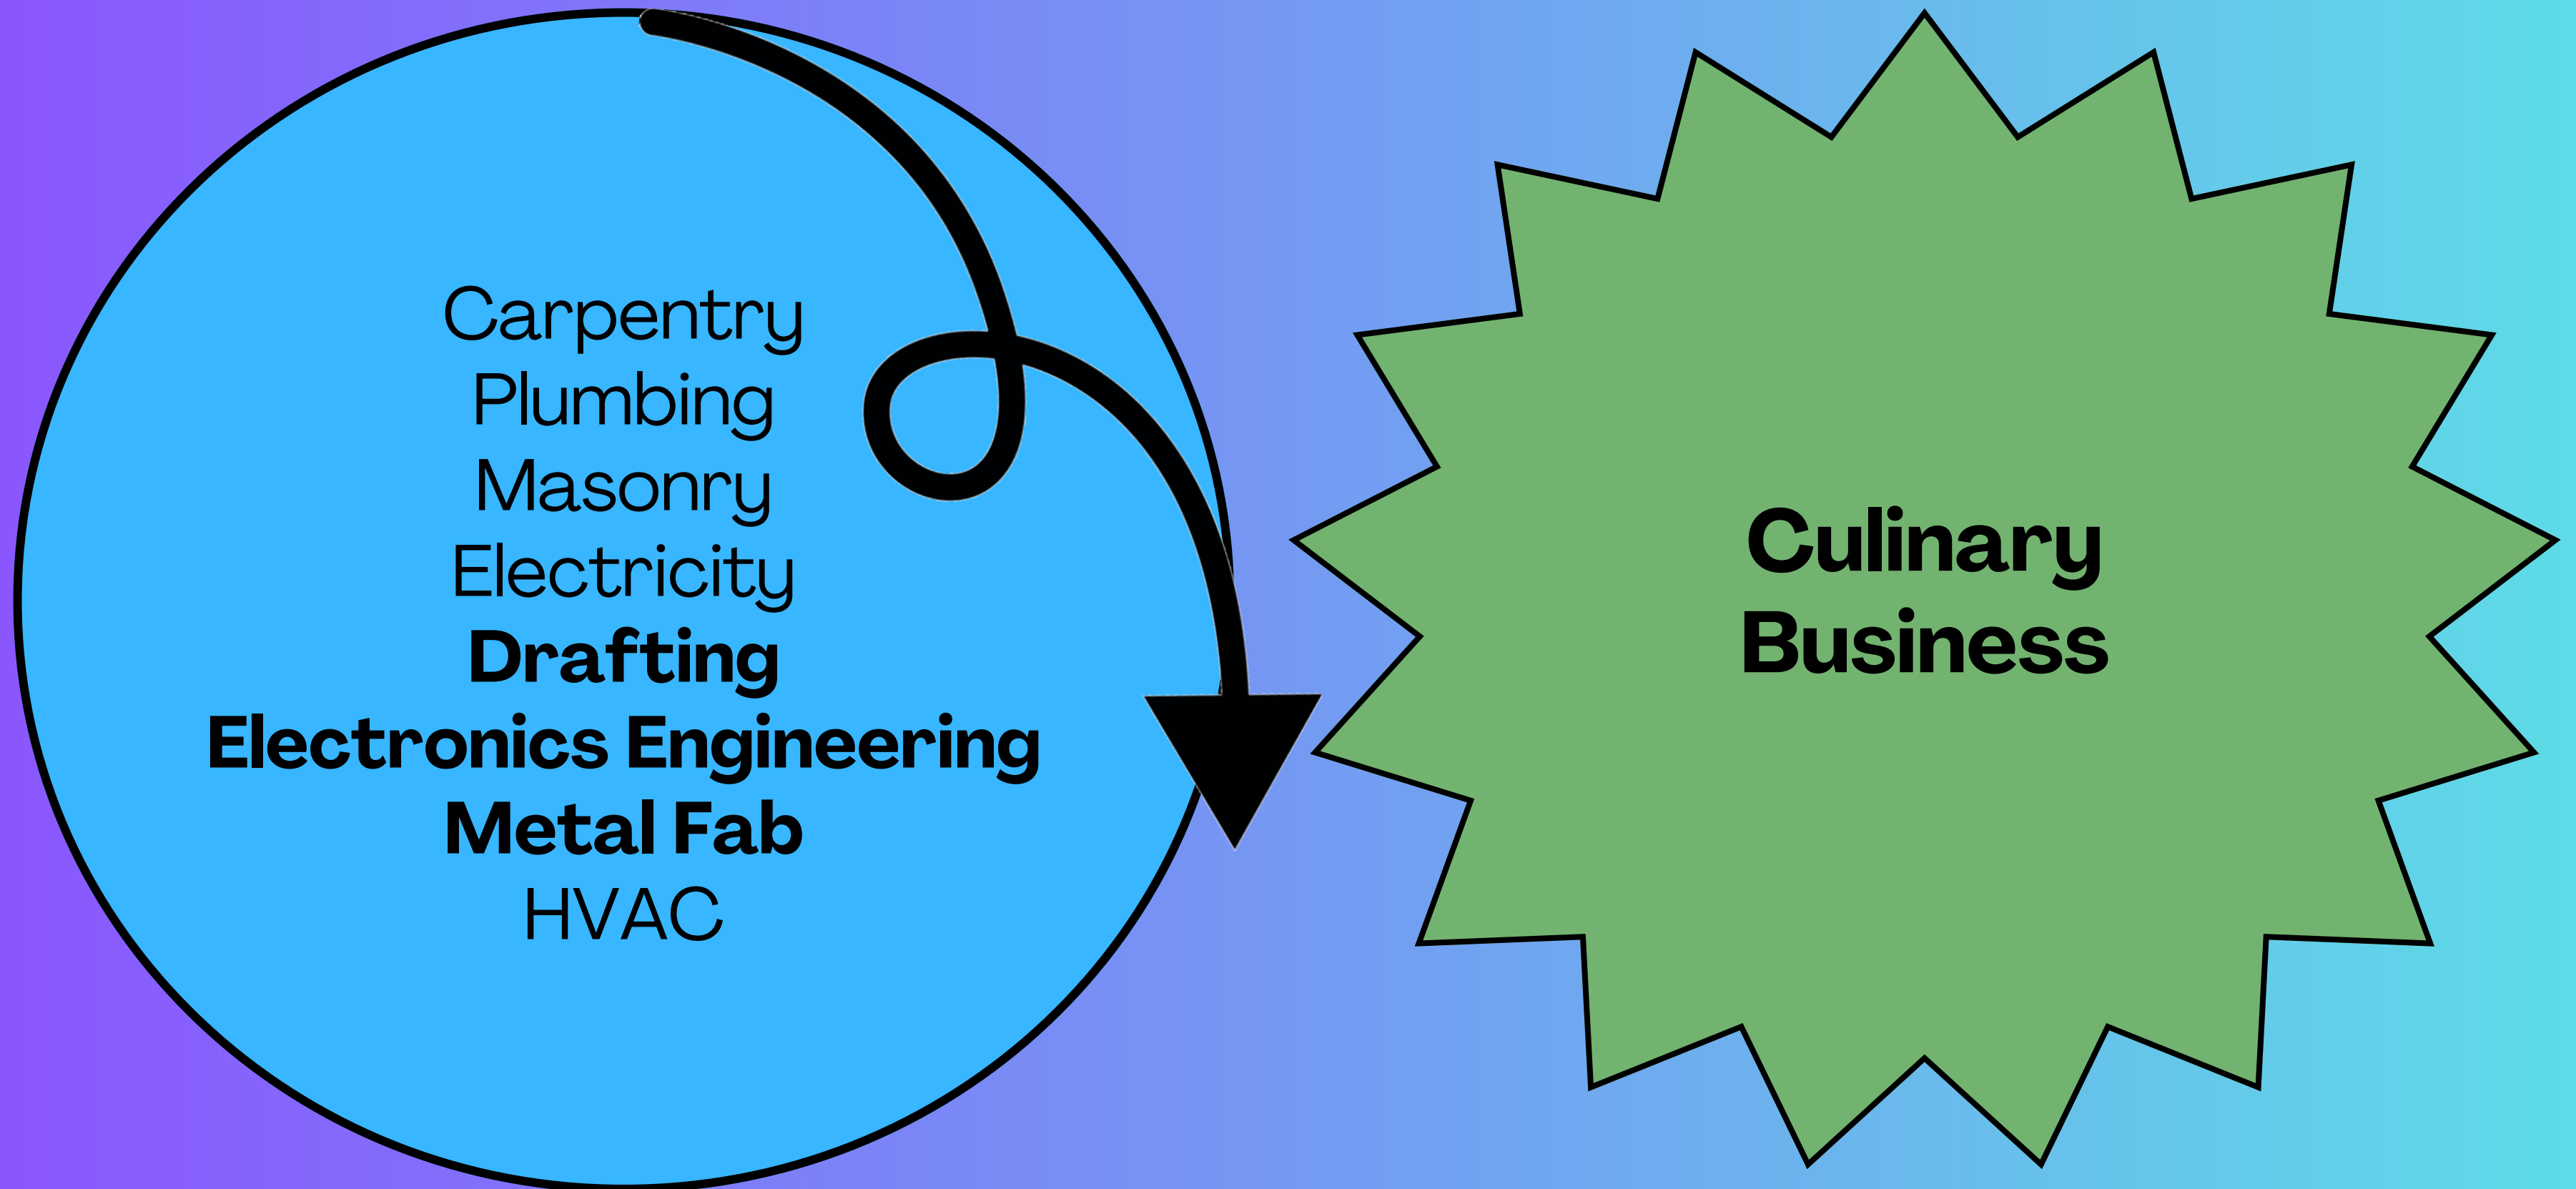 Carpentry
Plumbing
Masonry
Electricity
Drafting
Electronics Engineering
Metal Fab
HVAC
Culinary
Business